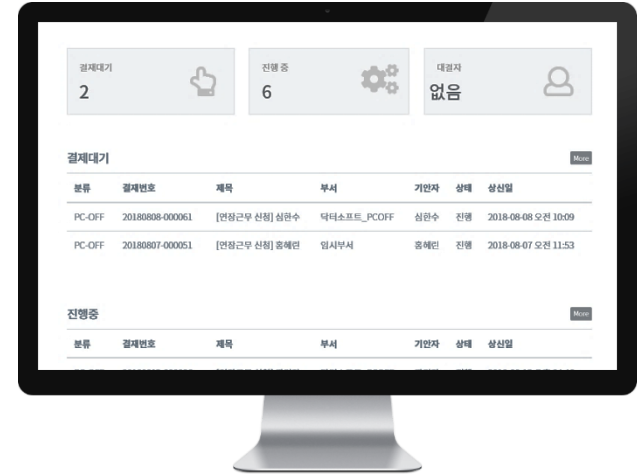 결재대기
2
진행 중
6
대결자
없음
결제대기 More
분류 결재번호 제목 부서 기안자 상태 상신일
PC-OFF 20180808-000061 [연장근무 신청] 심한수 닥터소프트_PCOFF 심한수 진행 2018-08-08 오전 10:09
PC-OFF 20180807-000051 [연장근무 신청] 홍혜린 임시부서 홍혜린 진행 2018-08-07 오전 11:53
진행중 More
분류 결재번호 제목 부서 기안자 상태 상신일